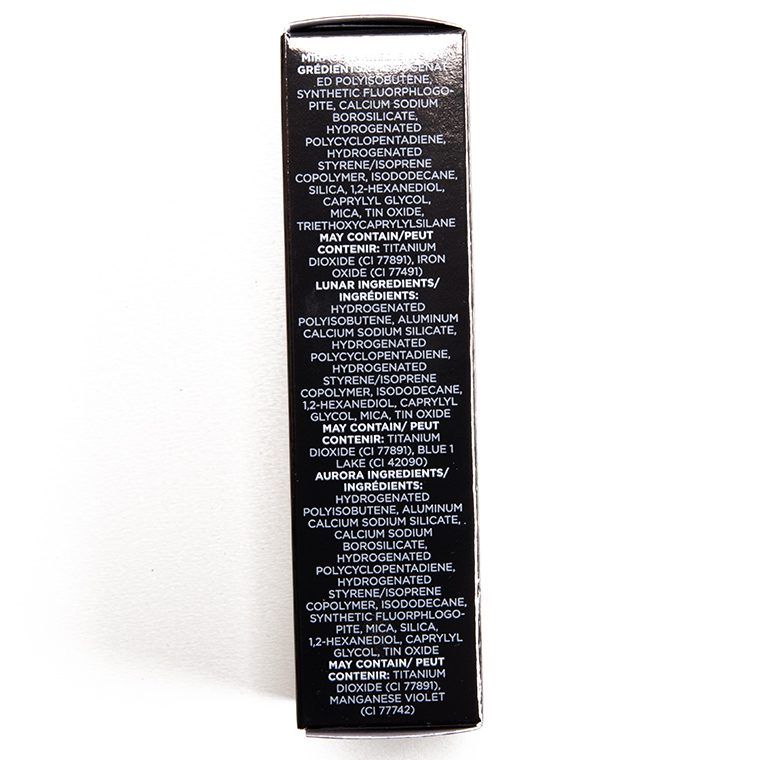 GRÉDIENTS:
ED POLYISOBUTENE,
SYNTHETIC FLUORPHLOGO-
PITE, CALCIUM SODIUM
BOROSILICATE,
HYDROGENATED
POLYCYCLOPENTADIENE,
HYDROGENATED
STYRENE/ISOPRENE
COPOLYMER, ISODODECANE,
SILICA, 1,2-HEXANEDIOL,
CAPRYLYL GLYCOL,
MICA, TIN OXIDE,
TRIETHOXYCAPRYLYLSILANE
MAY CONTAIN/PEUT
CONTENIR: TITANIUM
DIOXIDE (CI 77891), IRON
OXIDE (CI 77491)
LUNAR INGREDIENTS/
INGRÉDIENTS:
HYDROGENATED
POLYISOBUTENE, ALUMINUM
CALCIUM SODIUM SILICATE,
HYDROGENATED
POLYCYCLOPENTADIENE,
HYDROGENATED
STYRENE/ISOPRENE
COPOLYMER, ISODODECANE,
1,2-HEXANEDIOL, CAPRYLYL
GLYCOL, MICA, TIN OXIDE
MAY CONTAIN/ PEUT
CONTENIR: TITANIUM
DIOXIDE (CI 77891), BLUE 1
LAKE (CI 42090)
AURORA INGREDIENTS/
INGRÉDIENTS:
HYDROGENATED
POLYISOBUTENE, ALUMINUM
CALCIUM SODIUM SILICATE, .
CALCIUM SODIUM
BOROSILICATE,
HYDROGENATED
POLYCYCLOPENTADIENE,
HYDROGENATED
STYRENE/ISOPRENE
COPOLYMER, ISODODECANE,
SYNTHETIC FLUORPHLOGO-
PITE, MICA, SILICA,
1,2-HEXANEDIOL, CAPRYLYL
GLYCOL, TIN OXIDE
MAY CONTAIN/ PEUT
CONTENIR: TITANIUM
DIOXIDE (CI 77891),
MANGANESE VIOLET
(CI 77742)